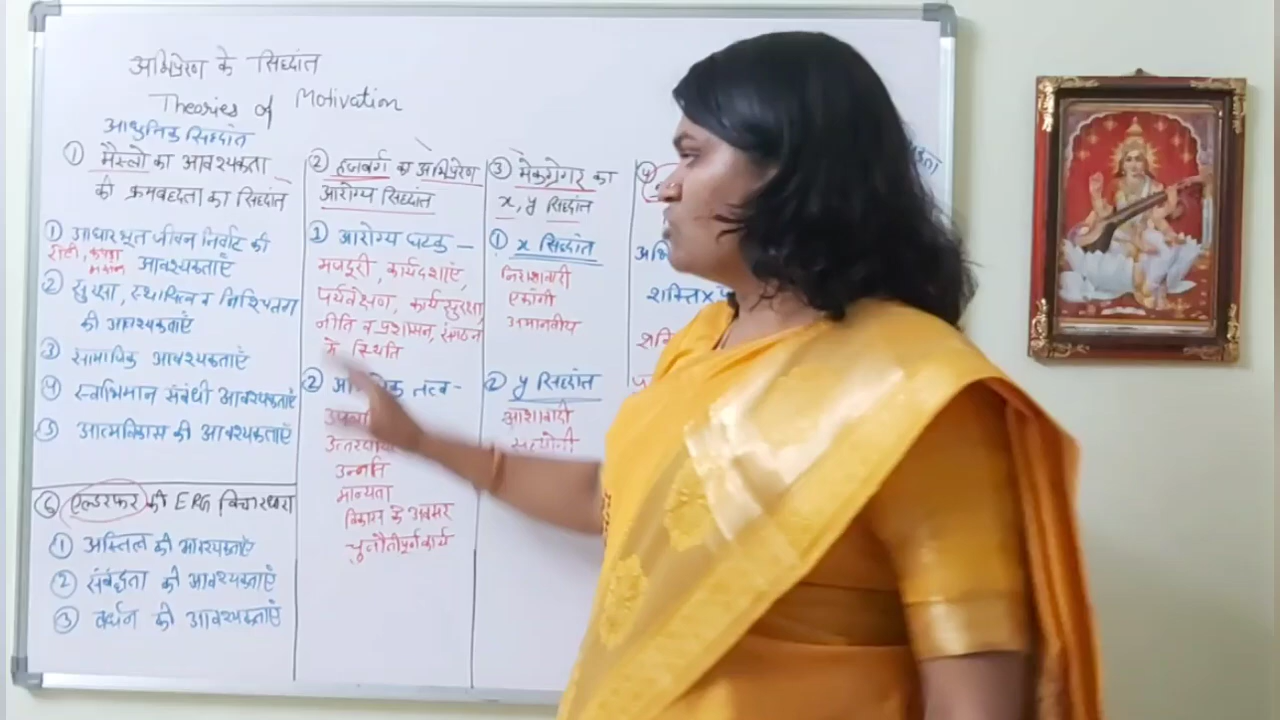 अभिप्रेरण के सिद्धांत
Theories of Motivation
आधुनिक सिद्धांत
① मैस्लो का आवश्यकता
की क्रमबद्धता का सिद्धांत
① आधारभूत जीवन निर्वाह की
रोटी, कपड़ा
मकान आवश्यकताएँ
② सुरक्षा, स्थायित्व व निश्चितता
की आवश्यकताएँ
③ सामाजिक आवश्यकताएँ
④ स्वाभिमान संबंधी आवश्यकताएँ
⑤ आत्मविकास की आवश्यकताएँ
⑥ एल्डरफर की ERG विचारधारा
① अस्तित्व की आवश्यकताएँ
② संबंद्धता की आवश्यकताएँ
③ वर्धन की आवश्यकताएँ
② हर्जबर्ग का अभिप्रेरण
आरोग्य सिद्धांत
① आरोग्य घटक –
मजदूरी, कार्यदशाएं,
पर्यवेक्षण, कार्य सुरक्षा,
नीति व प्रशासन, संगठन
में स्थिति
② तत्व –
उन्नति
मान्यता
विकास के अवसर
चुनौतीपूर्ण कार्य
③ मेकग्रेगर का
x, y सिद्धांत
① x सिद्धांत
निराशावादी
एकांगी
अमानवीय
② y सिद्धांत
आशावादी
सहयोगी
④